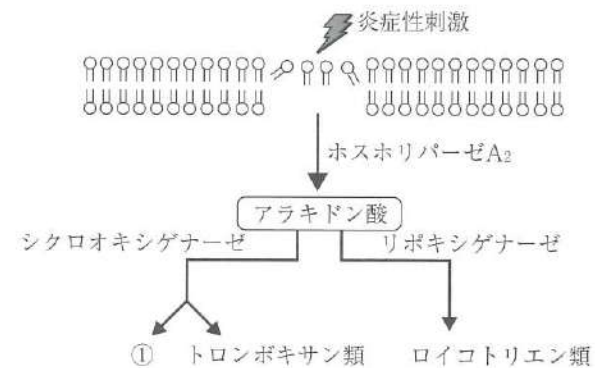 炎症性刺激
ホスホリパーゼA₂
アラキドン酸
シクロオキシゲナーゼ
リポキシゲナーゼ
① トロンボキサン類 ロイコトリエン類